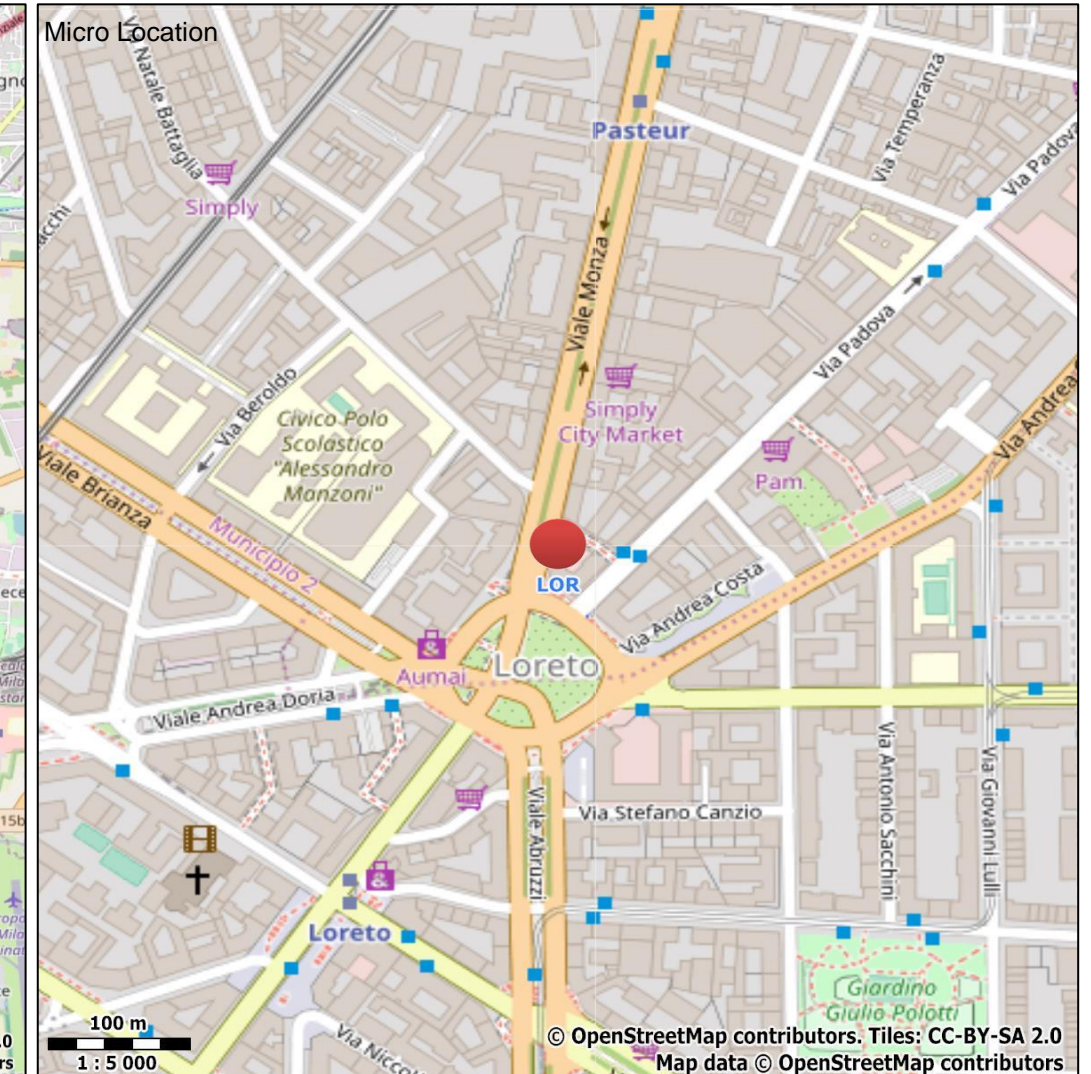 Micro Location
Via Natale Battaglia
Simply
Pasteur
Via Temperanza
Via Padova
Viale Monza
Via Padova
Simply
City Market
Pam
Via Beroldo
Civico Polo
Scolastico
"Alessandro
Manzoni"
Via Andrea
Viale Brianza
Municipio 2
LOR
Via Andrea Costa
Loreto
Aumai
Viale Andrea Doria
Viale Abruzzi
Via Stefano Canzio
Via Antonio Sacchini
Via Giovanni Lulli
Loreto
Giardino
Giulio Polotti
100 m
1 : 5 000
© OpenStreetMap contributors. Tiles: CC-BY-SA 2.0
Map data © OpenStreetMap contributors